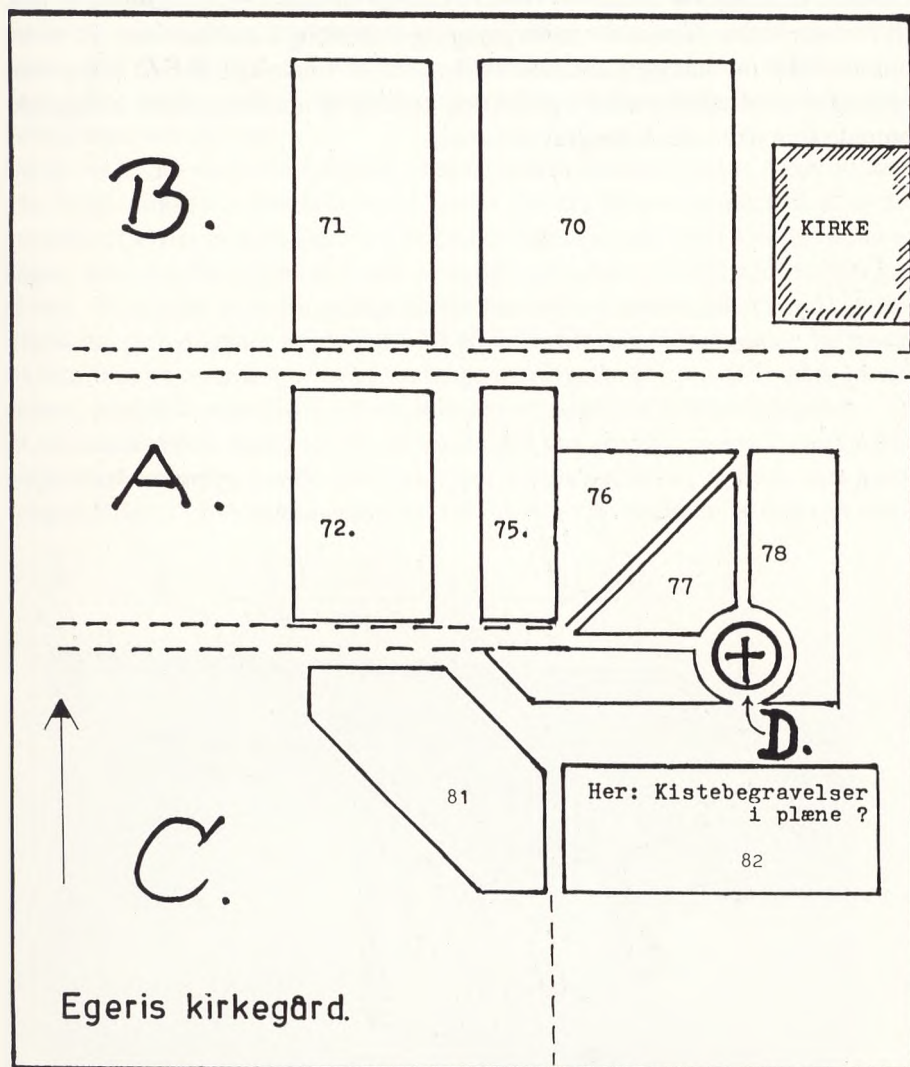 B.
71
70
KIRKE
A.
72.
75.
76
77
78
D.
81
Her: Kistebegravelser
i plæne ?
82
C.
Egeris kirkegård.